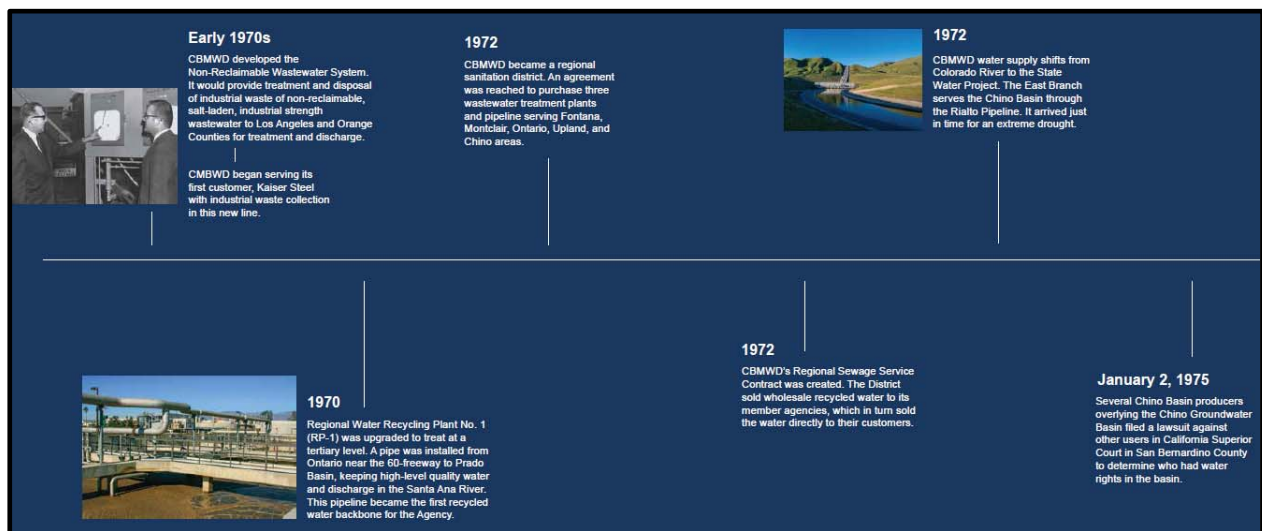 Early 1970s
CBMWD developed the
Non-Reclaimable Wastewater System.
It would provide treatment and disposal
of industrial waste of non-reclaimable,
salt-laden, industrial strength
wastewater to Los Angeles and Orange
Counties for treatment and discharge.
CMBWD began serving its
first customer, Kaiser Steel
with industrial waste collection
in this new line.
1970
Regional Water Recycling Plant No. 1
(RP-1) was upgraded to treat at a
tertiary level. A pipe was installed from
Ontario near the 60-freeway to Prado
Basin, keeping high-level quality water
and discharge in the Santa Ana River.
This pipeline became the first recycled
water backbone for the Agency.
1972
CBMWD became a regional
sanitation district. An agreement
was reached to purchase three
wastewater treatment plants
and pipeline serving Fontana,
Montclair, Ontario, Upland, and
Chino areas.
1972
CBMWD's Regional Sewage Service
Contract was created. The District
sold wholesale recycled water to its
member agencies, which in turn sold
the water directly to their customers.
1972
CBMWD water supply shifts from
Colorado River to the State
Water Project. The East Branch
serves the Chino Basin through
the Rialto Pipeline. It arrived just
in time for an extreme drought.
January 2, 1975
Several Chino Basin producers
overlying the Chino Groundwater
Basin filed a lawsuit against
other users in California Superior
Court in San Bernardino County
to determine who had water
rights in the basin.